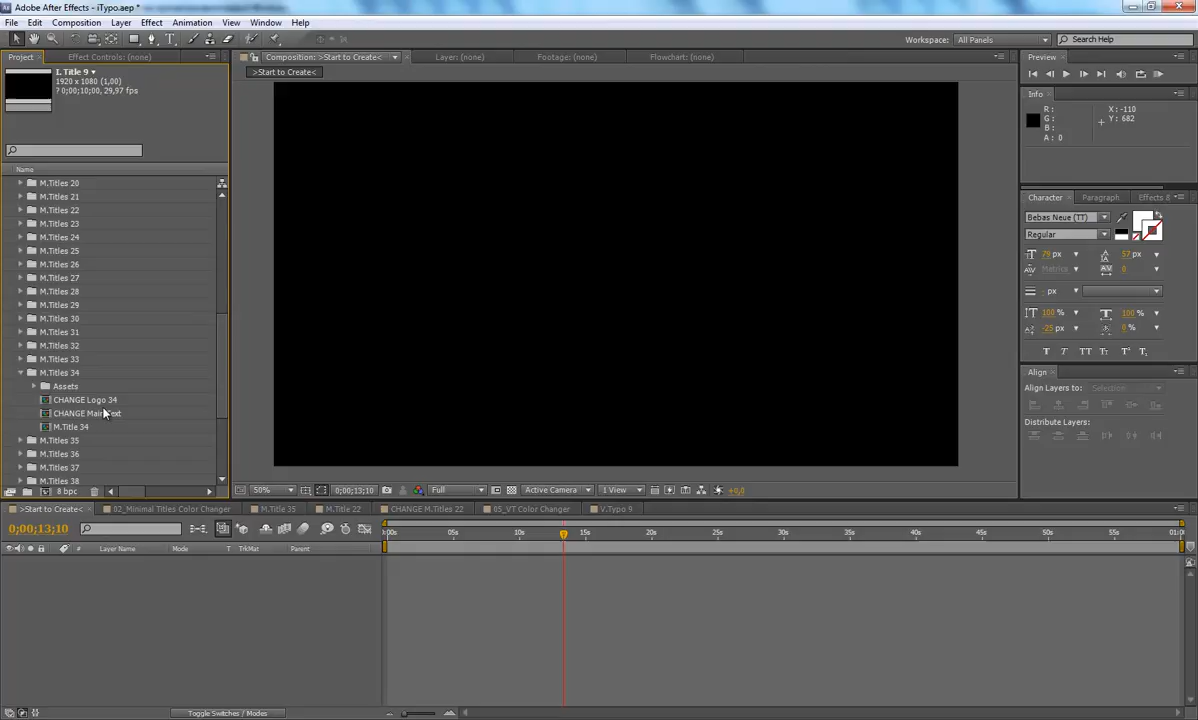 Adobe After Effects - iTypo.aep *
File Edit Composition Layer Effect Animation View Window Help
Workspace: All Panels Search Help
Project Effect Controls: (none) Composition: >Start to Create< Layer: (none) Footage: (none) Flowchart: (none) Preview
>Start to Create<
I. Title 9
1920 x 1080 (1,00)
? 0;00;10;00, 29,97 fps
Info
R :
G :
B :
A : 0
X : -110
Y : 682
Name
M.Titles 20
M.Titles 21
M.Titles 22
M.Titles 23
M.Titles 24
M.Titles 25
M.Titles 26
M.Titles 27
M.Titles 28
M.Titles 29
M.Titles 30
M.Titles 31
M.Titles 32
M.Titles 33
M.Titles 34
Assets
CHANGE Logo 34
CHANGE Main Text
M.Title 34
M.Titles 35
M.Titles 36
M.Titles 37
M.Titles 38
8 bpc
Character Paragraph Effects &
Bebas Neue (TT)
Regular
79 px 57 px
Metrics 0
- px
100 % 100 %
-25 px 0 %
T T TT Tt T¹ T₁
Align
Align Layers to: Selection
Distribute Layers:
50% 0;00;13;10 Full Active Camera 1 View +0,0
>Start to Create< 02_Minimal Titles Color Changer M.Title 35 M.Title 22 CHANGE M.Titles 22 05_VT Color Changer V.Typo 9
0;00;13;10
# Layer Name Mode T TrkMat Parent
:00s 05s 10s 15s 20s 25s 30s 35s 40s 45s 50s 55s 01:0
Toggle Switches / Modes